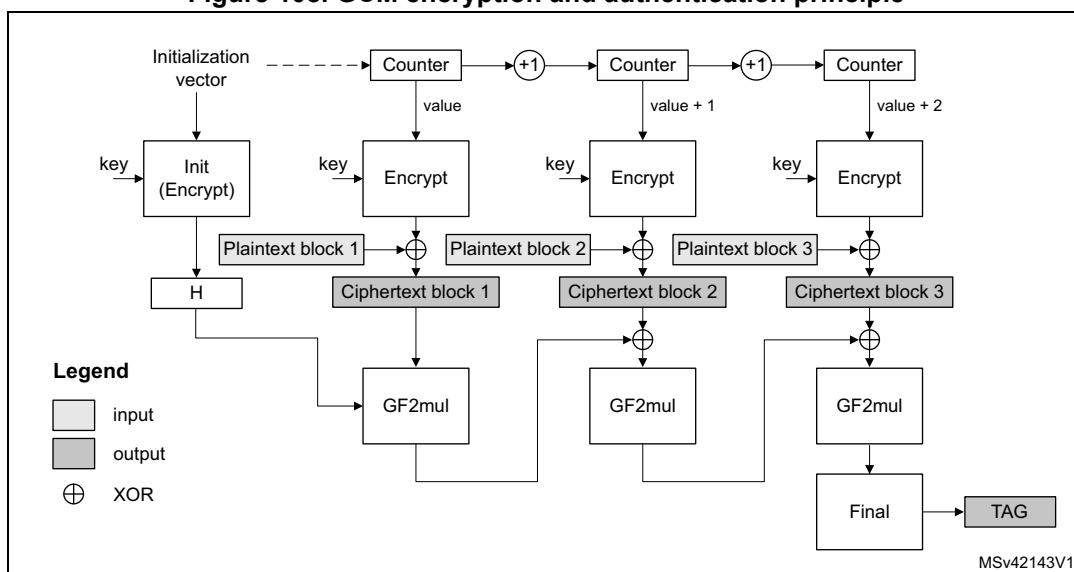 Figure GCM encryption and authentication principle
Initialization
vector
Counter
+1
Counter
+1
Counter
value
value + 1
value + 2
key
Init
(Encrypt)
key
Encrypt
key
Encrypt
key
Encrypt
Plaintext block 1
Plaintext block 2
Plaintext block 3
H
Ciphertext block 1
Ciphertext block 2
Ciphertext block 3
Legend
input
output
XOR
GF2mul
GF2mul
GF2mul
Final
TAG
MSv42143V1